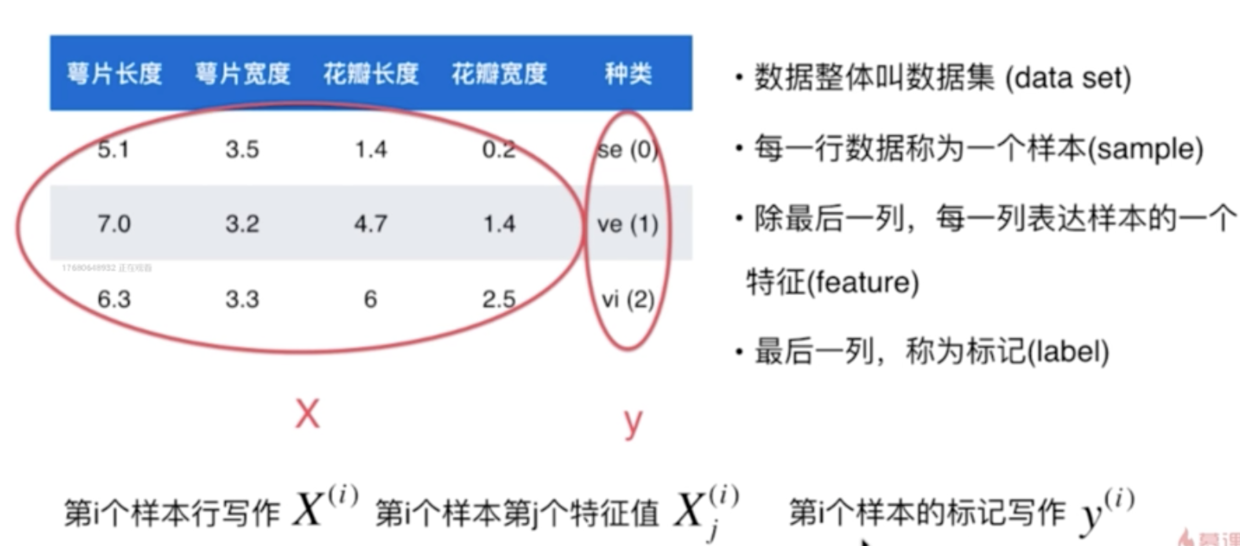 萼片长度 萼片宽度 花瓣长度 花瓣宽度 种类
5.1 3.5 1.4 0.2 se (0)
7.0 3.2 4.7 1.4 ve (1)
6.3 3.3 6 2.5 vi (2)
X y
• 数据整体叫数据集 (data set)
• 每一行数据称为一个样本(sample)
• 除最后一列，每一列表达样本的一个
特征(feature)
• 最后一列，称为标记(label)
第i个样本行写作 X^(i) 第i个样本第j个特征值 X_j^(i) 第i个样本的标记写作 y^(i)
慕课